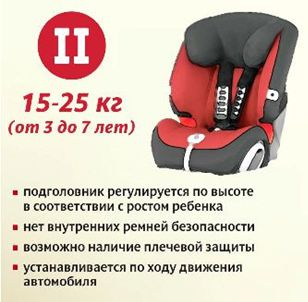 II
15-25 кг
(от 3 до 7 лет)
▪ подголовник регулируется по высоте
в соответствии с ростом ребенка
▪ нет внутренних ремней безопасности
▪ возможно наличие плечевой защиты
▪ устанавливается по ходу движения
автомобиля